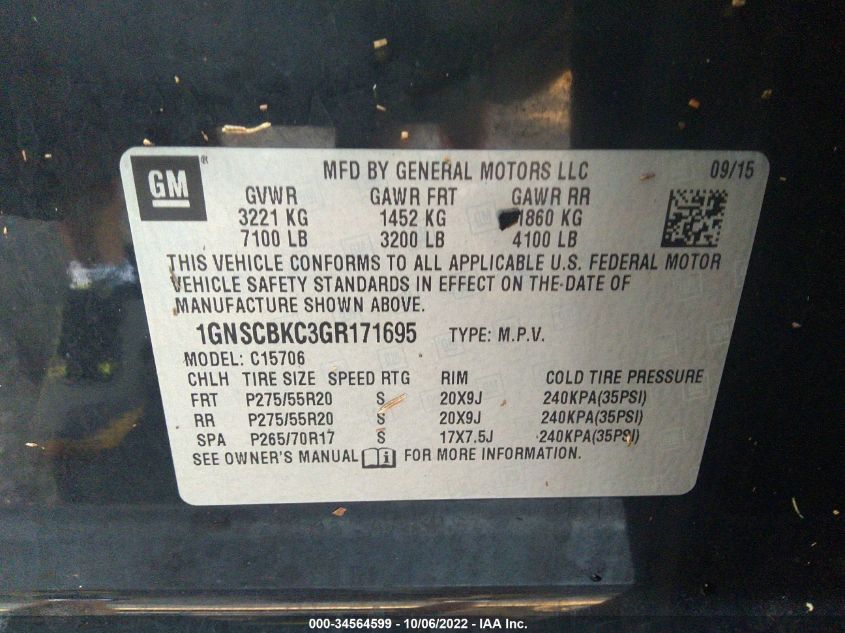 GM ® MFD BY GENERAL MOTORS LLC 09/15
GVWR GAWR FRT GAWR RR
3221 KG 1452 KG 1860 KG
7100 LB 3200 LB 4100 LB
THIS VEHICLE CONFORMS TO ALL APPLICABLE U.S. FEDERAL MOTOR
VEHICLE SAFETY STANDARDS IN EFFECT ON THE DATE OF
MANUFACTURE SHOWN ABOVE.
1GNSCBKC3GR171695 TYPE: M.P.V.
MODEL: C15706
CHLH TIRE SIZE SPEED RTG RIM COLD TIRE PRESSURE
FRT P275/55R20 S 20X9J 240KPA(35PSI)
RR P275/55R20 S 20X9J 240KPA(35PSI)
SPA P265/70R17 S 17X7.5J 240KPA(35PSI)
SEE OWNER'S MANUAL i FOR MORE INFORMATION.
000-34564599 - 10/06/2022 - IAA Inc.